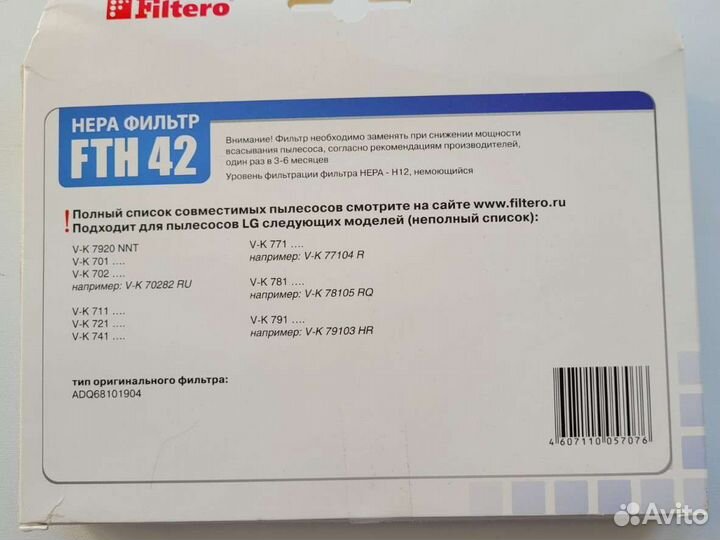 Filtero
HEPA ФИЛЬТР
FTH 42
Внимание! Фильтр необходимо заменять при снижении мощности
всасывания пылесоса, согласно рекомендациям производителей,
один раз в 3-6 месяцев
Уровень фильтрации фильтра HEPA - H12, немоющийся
! Полный список совместимых пылесосов смотрите на сайте www.filtero.ru
Подходит для пылесосов LG следующих моделей (неполный список):
V-K 7920 NNT
V-K 701 ....
V-K 702 ....
например: V-K 70282 RU
V-K 711 ....
V-K 721 ....
V-K 741 ....
V-K 771 ....
например: V-K 77104 R
V-K 781 ....
например: V-K 78105 RQ
V-K 791 ....
например: V-K 79103 HR
тип оригинального фильтра:
ADQ68101904
4 607110 057076
Avito